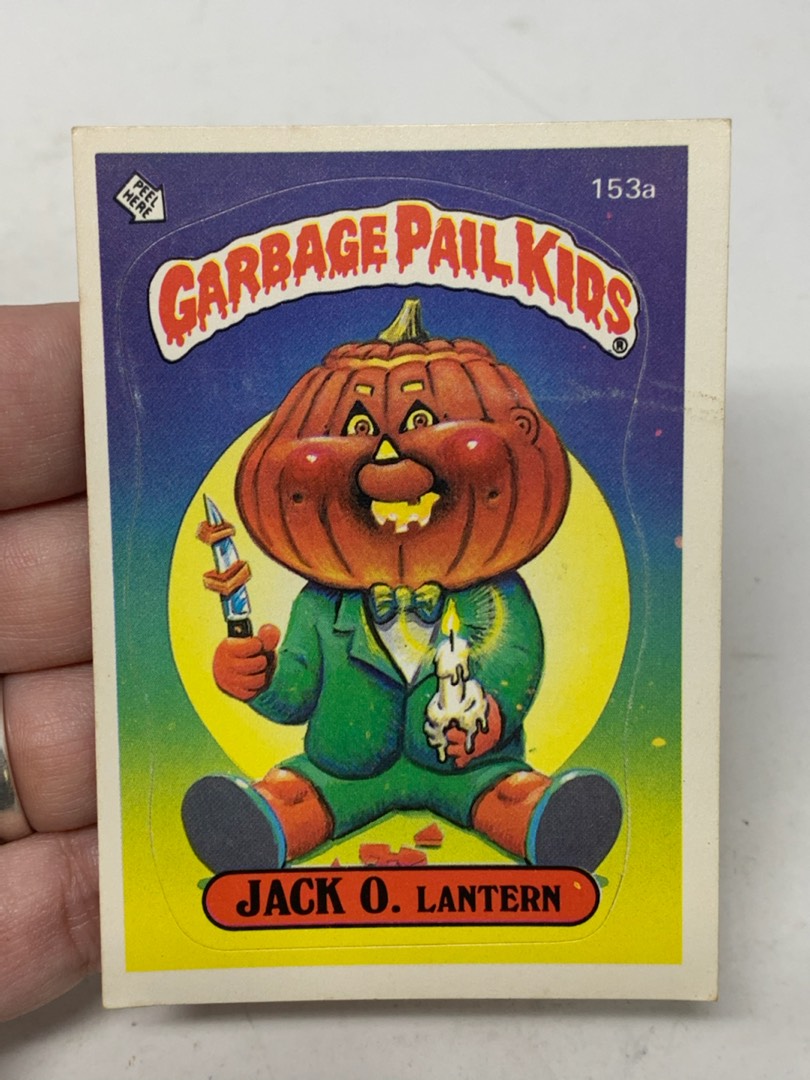 PEEL
HERE
153a
GARBAGE PAIL KIDS
®
JACK O. LANTERN